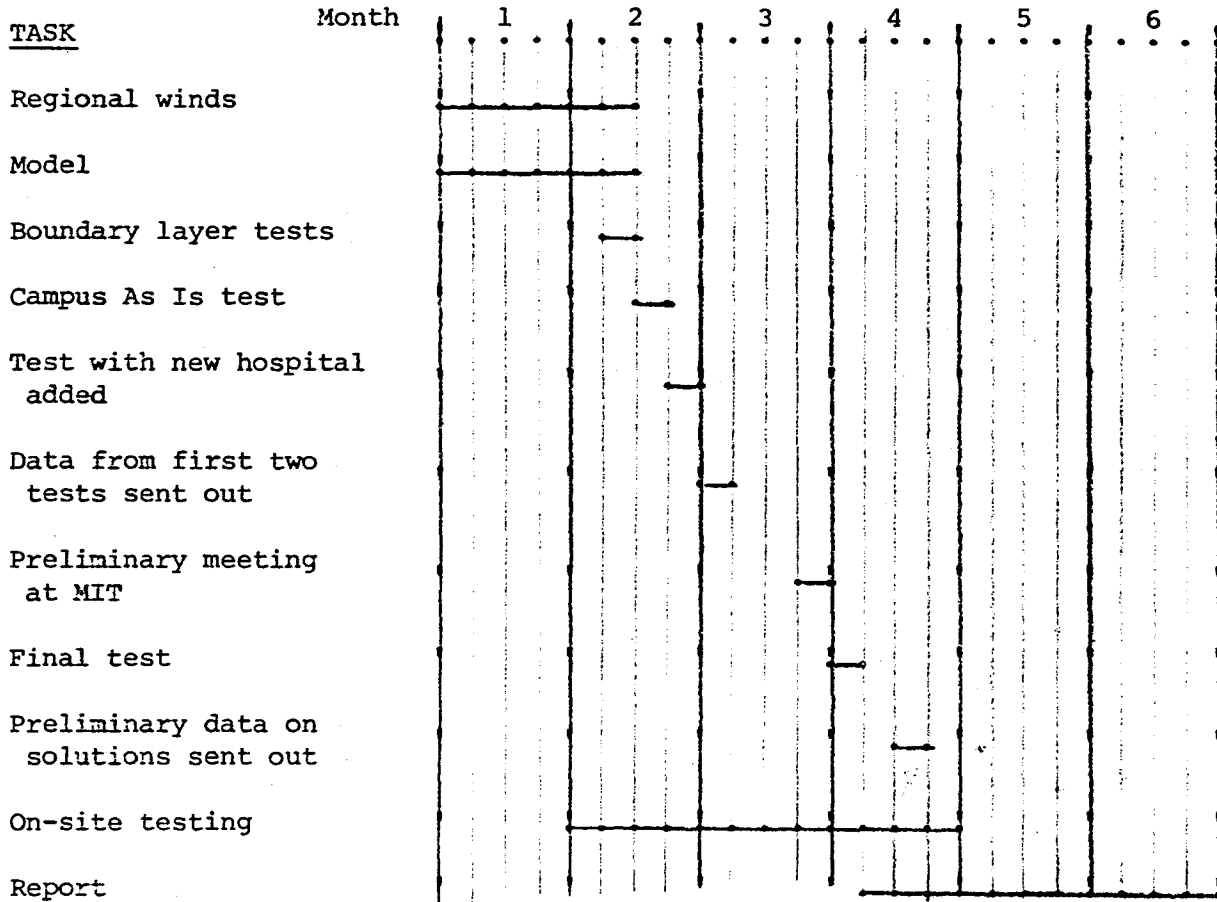 Month 1 2 3 4 5 6
TASK
Regional winds
Model
Boundary layer tests
Campus As Is test
Test with new hospital
added
Data from first two
tests sent out
Preliminary meeting
at MIT
Final test
Preliminary data on
solutions sent out
On-site testing
Report